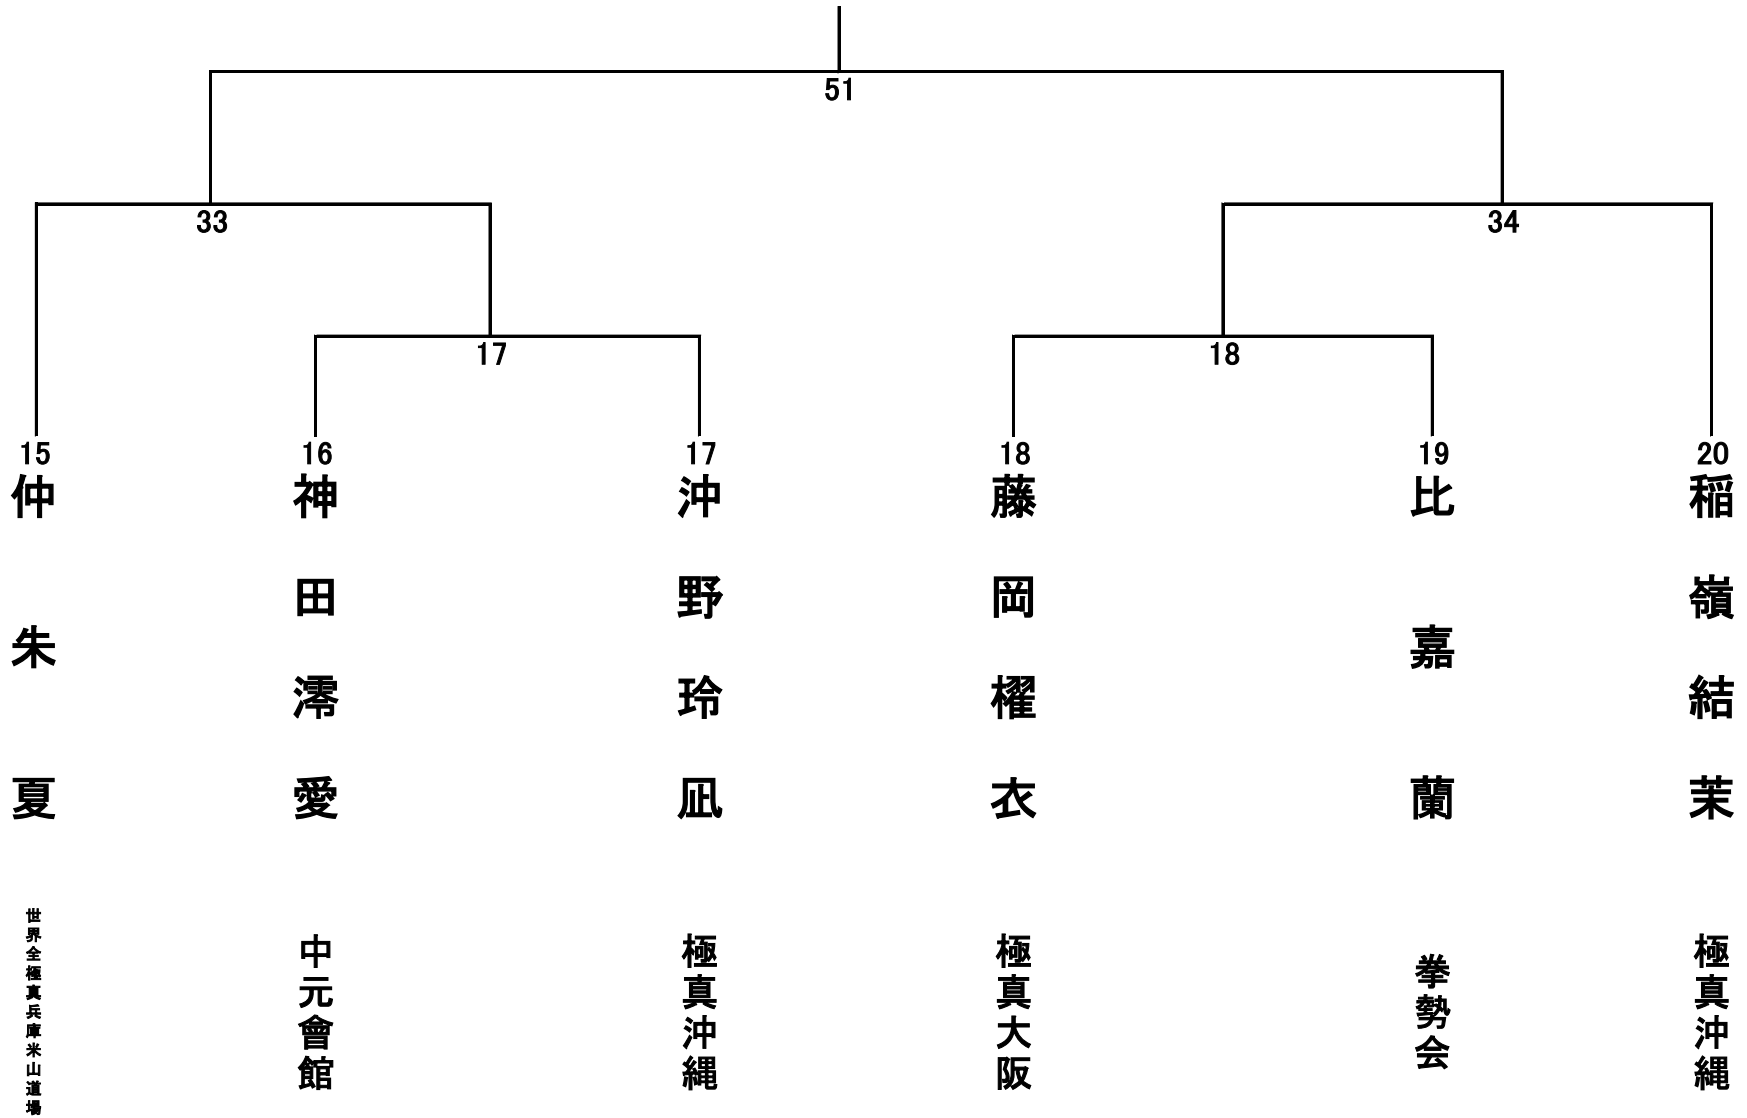 51
33
34
17
18
15
仲朱夏
世界全極真兵庫米山道場
16
神田澪愛
中元會館
17
沖野玲凪
極真沖縄
18
藤岡櫂衣
極真大阪
19
比嘉蘭
拳勢会
20
稲嶺結茉
極真沖縄